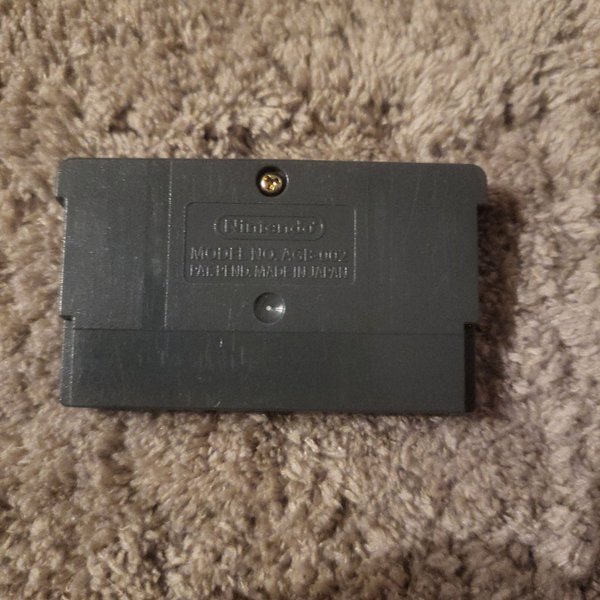 Nintendo
MODEL NO. AGB-002
PAT. PEND. MADE IN JAPAN